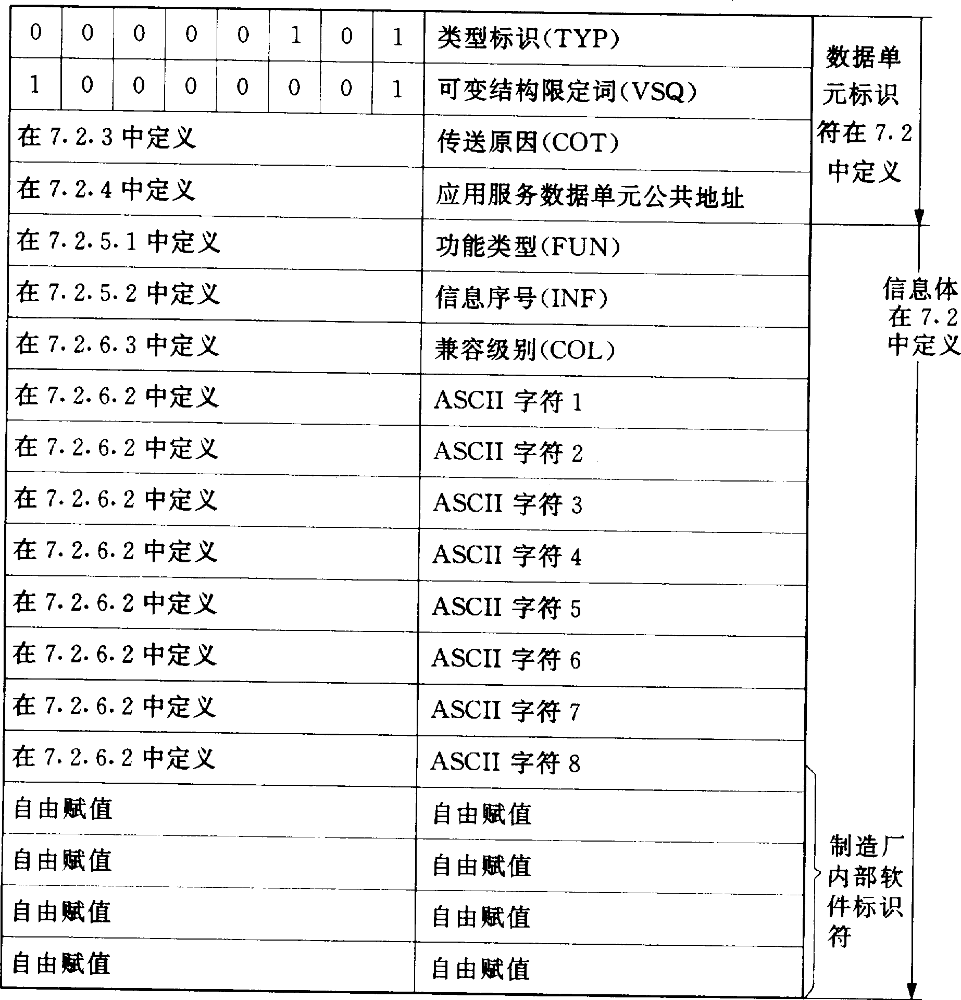 0 0 0 0 0 1 0 1 类型标识(TYP)
1 0 0 0 0 0 0 1 可变结构限定词(VSQ)
在 7.2.3 中定义 传送原因(COT)
在 7.2.4 中定义 应用服务数据单元公共地址
数据单
元标识
符在 7.2
中定义
在 7.2.5.1 中定义 功能类型(FUN)
在 7.2.5.2 中定义 信息序号(INF)
在 7.2.6.3 中定义 兼容级别(COL)
在 7.2.6.2 中定义 ASCII 字符 1
在 7.2.6.2 中定义 ASCII 字符 2
在 7.2.6.2 中定义 ASCII 字符 3
在 7.2.6.2 中定义 ASCII 字符 4
在 7.2.6.2 中定义 ASCII 字符 5
在 7.2.6.2 中定义 ASCII 字符 6
在 7.2.6.2 中定义 ASCII 字符 7
在 7.2.6.2 中定义 ASCII 字符 8
自由赋值 自由赋值
自由赋值 自由赋值
自由赋值 自由赋值
自由赋值 自由赋值
信息体
在 7.2
中定义
制造厂
内部软
件标识
符